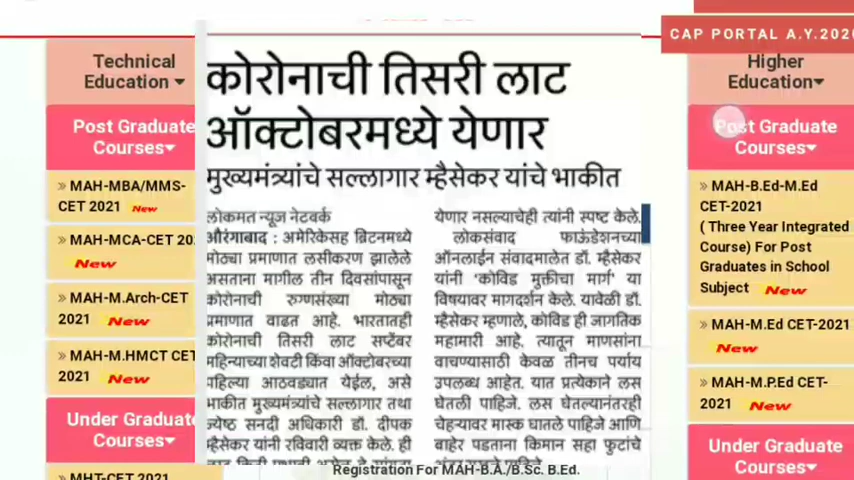 CAP PORTAL A.Y.202
Technical
Education
Post Graduate
Courses
» MAH-MBA/MMS-
CET 2021 New
» MAH-MCA-CET 202
New
» MAH-M.Arch-CET
2021 New
» MAH-M.HMCT CET
2021 New
Under Graduate
Courses
MHT-CET 2021
कोरोनाची तिसरी लाट
ऑक्टोबरमध्ये येणार
मुख्यमंत्र्यांचे सल्लागार म्हैसेकर यांचे भाकीत
लोकमत न्यूज नेटवर्क
औरंगाबाद : अमेरिकेसह ब्रिटनमध्ये
मोठ्या प्रमाणात लसीकरण झालेले
असताना मागील तीन दिवसांपासून
कोरोनाची रुग्णसंख्या मोठ्या
प्रमाणात वाढत आहे. भारतातही
कोरोनाची तिसरी लाट सप्टेंबर
महिन्याच्या शेवटी किंवा ऑक्टोबरच्या
पहिल्या आठवड्यात येईल, असे
भाकीत मुख्यमंत्र्यांचे सल्लागार तथा
ज्येष्ठ सनदी अधिकारी डॉ. दीपक
म्हैसेकर यांनी रविवारी व्यक्त केले. ही
येणार नसल्याचेही त्यांनी स्पष्ट केले.
लोकसंवाद फाऊंडेशनच्या
ऑनलाईन संवादमालेत डॉ. म्हैसेकर
यांनी 'कोविड मुक्तीचा मार्ग' या
विषयावर मागदर्शन केले. यावेळी डॉ.
म्हैसेकर म्हणाले, कोविड ही जागतिक
महामारी आहे. त्यातून माणसांना
वाचण्यासाठी केवळ तीनच पर्याय
उपलब्ध आहेत. यात प्रत्येकाने लस
घेतली पाहिजे. लस घेतल्यानंतरही
चेहऱ्यावर मास्क घातले पाहिजे आणि
बाहेर पडताना किमान सहा फुटांचे
Registration For MAH-B.A./B.Sc. B.Ed.
Higher
Education
Post Graduate
Courses
» MAH-B.Ed-M.Ed
CET-2021
( Three Year Integrated
Course) For Post
Graduates in School
Subject New
» MAH-M.Ed CET-2021
New
» MAH-M.P.Ed CET-
2021 New
Under Graduate
Courses